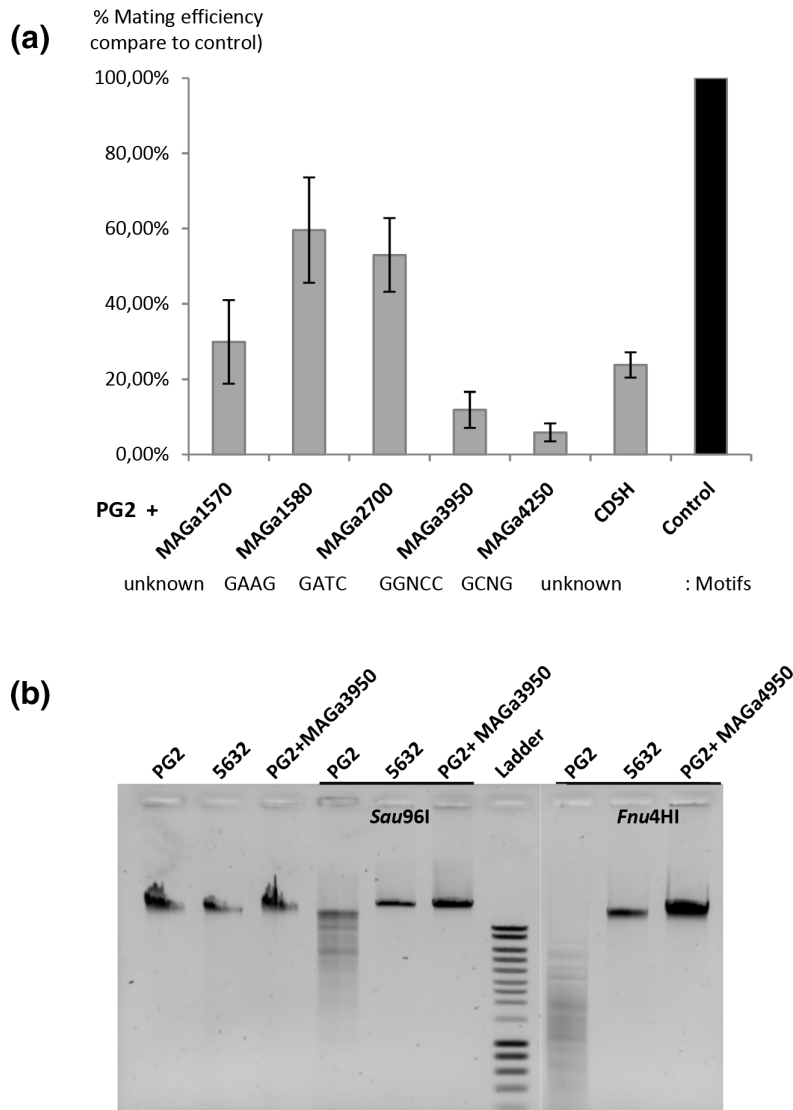 (a)
% Mating efficiency
compare to control)
100,00%
80,00%
60,00%
40,00%
20,00%
0,00%
PG2 + MAGa1570 MAGa1580 MAGa2700 MAGa3950 MAGa4250 CDSH Control
unknown GAAG GATC GGNCC GCNG unknown : Motifs
(b)
PG2 5632 PG2+MAGa3950 PG2 5632 PG2+ MAGa3950 Ladder PG2 5632 PG2+ MAGa4950
Sau96I Fnu4HI